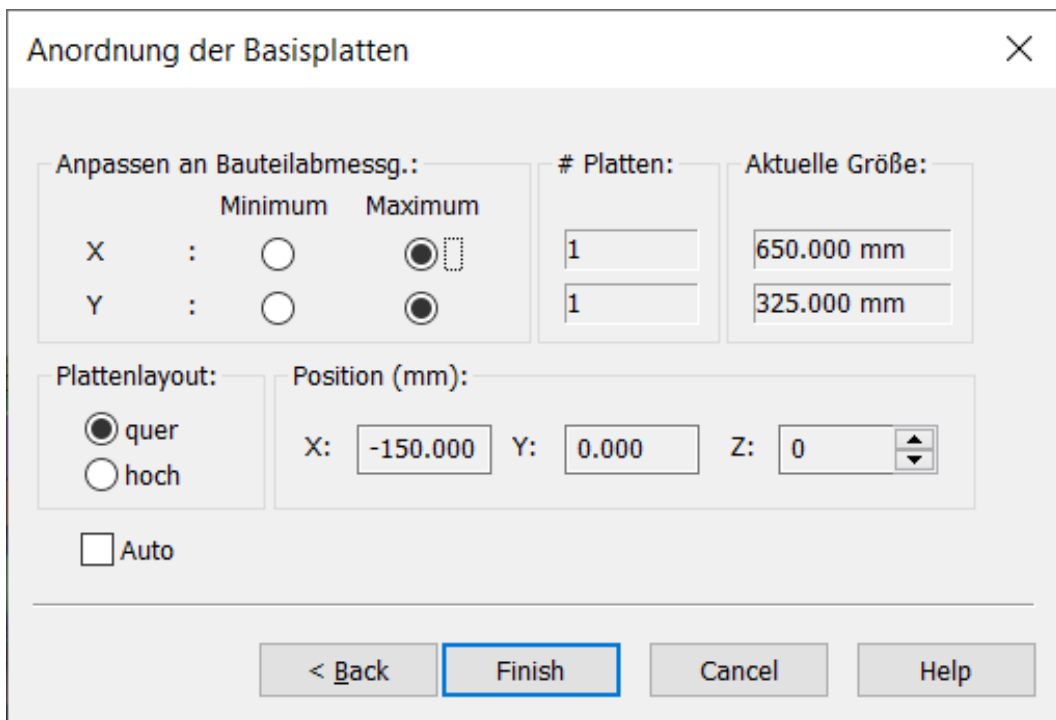 Anordnung der Basisplatten
Anpassen an Bauteilabmessg.:
Minimum Maximum
X :
Y :
# Platten:
1
1
Aktuelle Größe:
650.000 mm
325.000 mm
Plattenlayout:
quer
hoch
Position (mm):
X: -150.000 Y: 0.000 Z: 0
Auto
< Back Finish Cancel Help